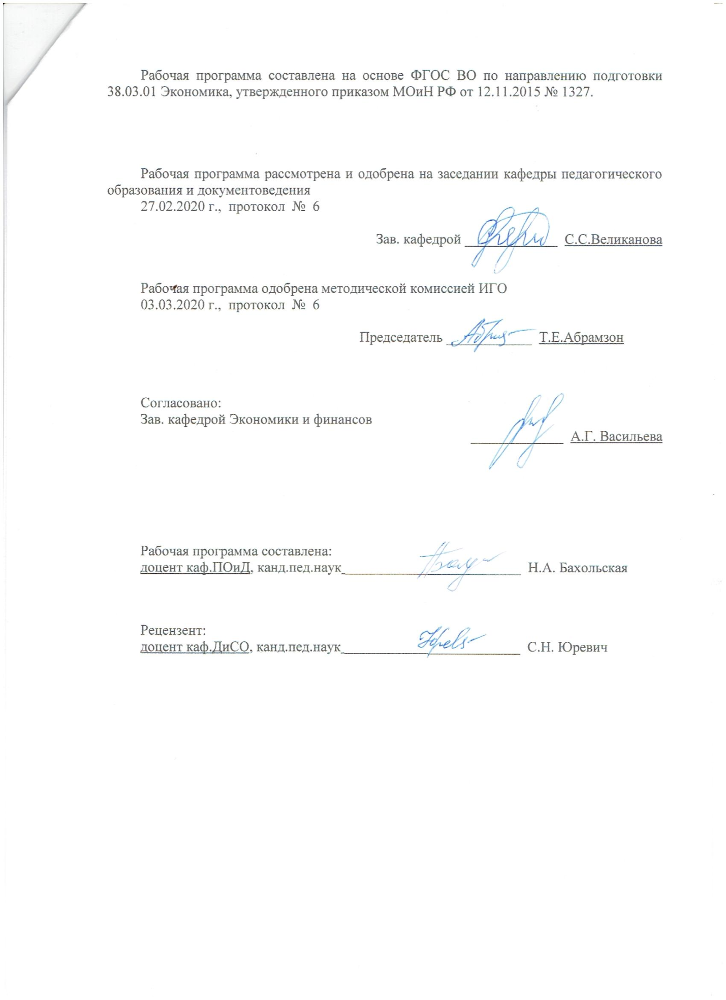 Рабочая программа составлена на основе ФГОС ВО по направлению подготовки
38.03.01 Экономика, утвержденного приказом МОиН РФ от 12.11.2015 № 1327.
Рабочая программа рассмотрена и одобрена на заседании кафедры педагогического
образования и документоведения
27.02.2020 г., протокол № 6
Зав. кафедрой _____________ С.С.Великанова
Рабочая программа одобрена методической комиссией ИГО
03.03.2020 г., протокол № 6
Председатель ____________ Т.Е.Абрамзон
Согласовано:
Зав. кафедрой Экономики и финансов
_____________ А.Г. Васильева
Рабочая программа составлена:
доцент каф.ПОиД, канд.пед.наук_________________________ Н.А. Бахольская
Рецензент:
доцент каф.ДиСО, канд.пед.наук_________________________ С.Н. Юревич